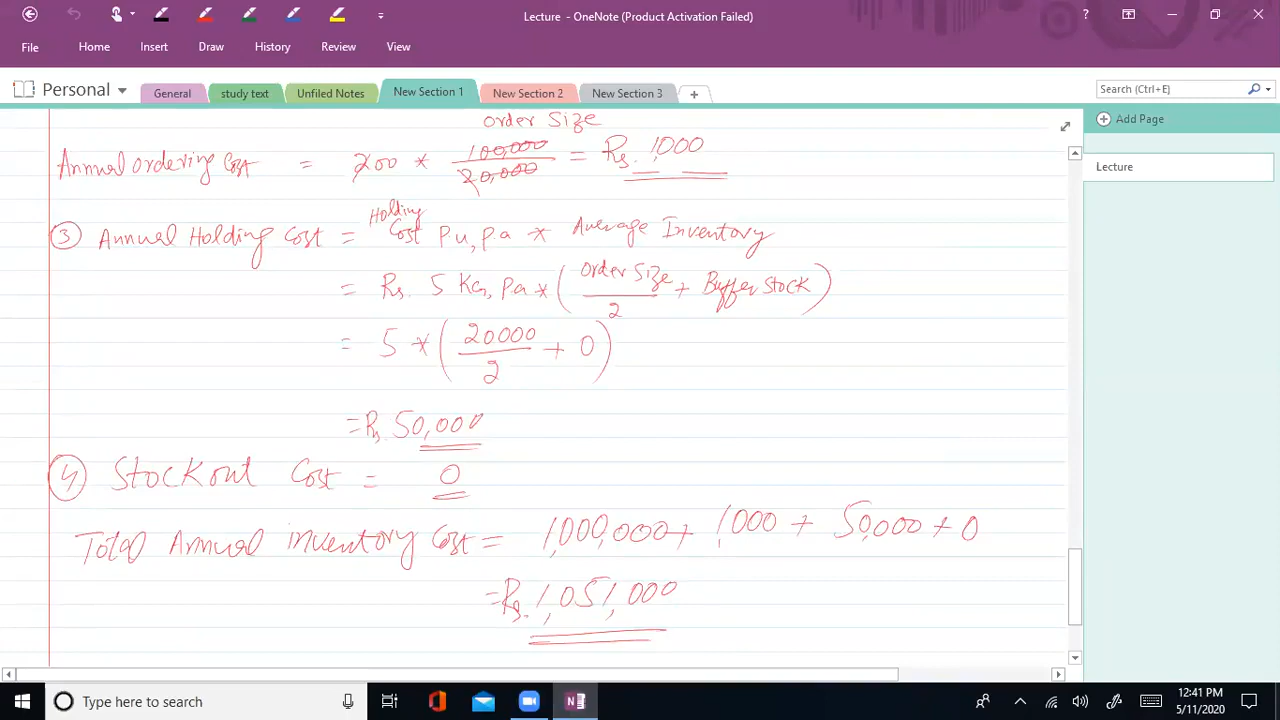 Lecture - OneNote (Product Activation Failed)
File Home Insert Draw History Review View
Personal General study text Unfiled Notes New Section 1 New Section 2 New Section 3
Search (Ctrl+E)
Add Page
Lecture
order Size
Annual ordering Cost = 200 * 100,000 / 20,000 = Rs. 1,000
③ Annual Holding Cost = Holding Cost pu, pa * Average Inventory
= Rs. 5 KG, pa * (order Size / 2 + Buffer Stock)
= 5 * (20000 / 2 + 0)
= Rs. 50,000
④ Stockout Cost = 0
Total Annual inventory Cost = 1,000,000 + 1,000 + 50,000 + 0
= Rs. 1,051,000
Type here to search
12:41 PM
5/11/2020